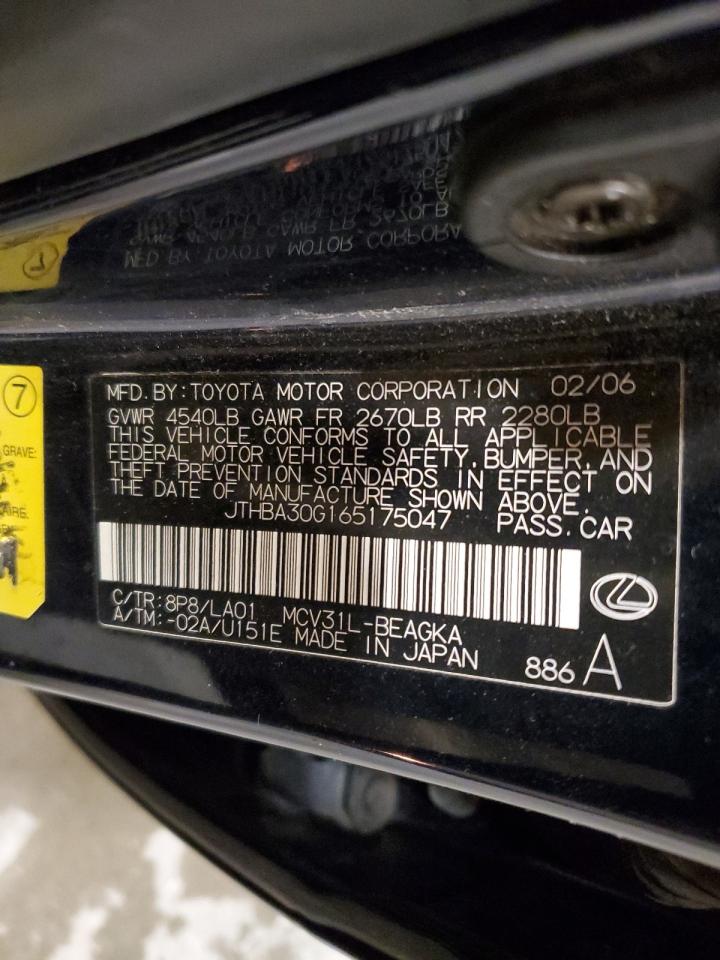 MFD.BY:TOYOTA MOTOR CORPORATION 02/06
GVWR 4540LB GAWR FR 2670LB RR 2280LB
THIS VEHICLE CONFORMS TO ALL APPLICABLE
FEDERAL MOTOR VEHICLE SAFETY,BUMPER,AND
THEFT PREVENTION STANDARDS IN EFFECT ON
THE DATE OF MANUFACTURE SHOWN ABOVE.
JTHBA30G165175047 PASS.CAR
C/TR:8P8/LA01 MCV31L-BEAGKA
A/TM:-02A/U151E MADE IN JAPAN
886 A
7
GRAVE:
AIRE.